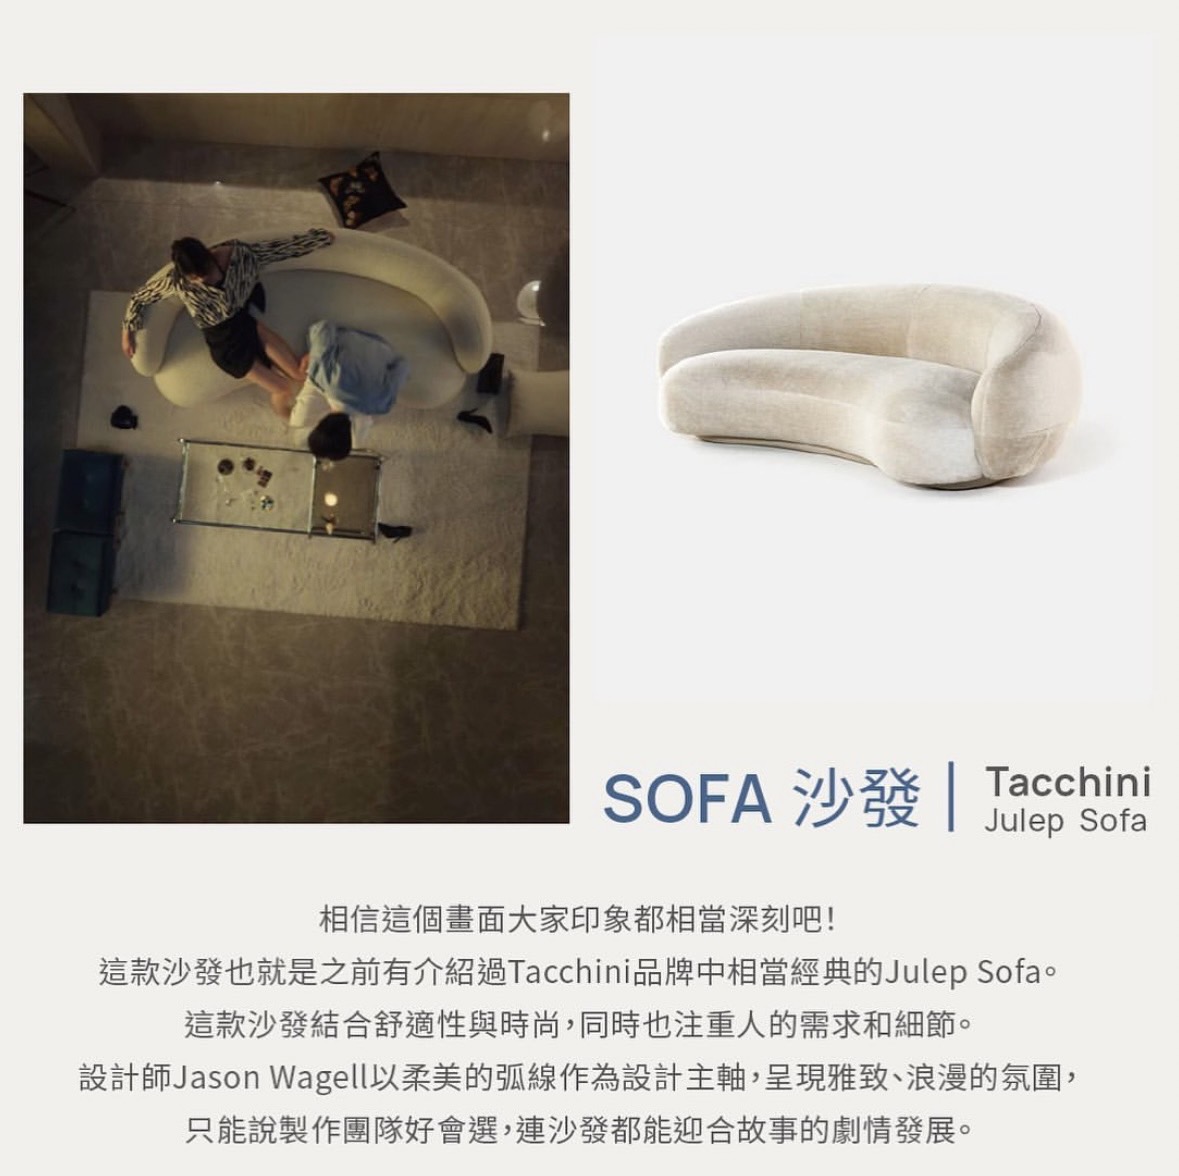 SOFA 沙發
Tacchini
Julep Sofa
相信這個畫面大家印象都相當深刻吧！
這款沙發也就是之前有介紹過Tacchini品牌中相當經典的Julep Sofa。
這款沙發結合舒適性與時尚，同時也注重人的需求和細節。
設計師Jason Wagell以柔美的弧線作為設計主軸，呈現雅致、浪漫的氛圍，
只能說製作團隊好會選，連沙發都能迎合故事的劇情發展。